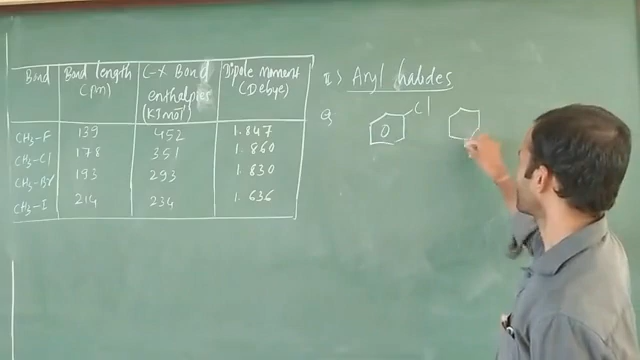 Bond Bond length (pm) C-X Bond enthalpies (KJmol⁻¹) Dipole Moment (Debye)
CH₃-F 139 452 1.847
CH₃-Cl 178 351 1.860
CH₃-Br 193 293 1.830
CH₃-I 214 234 1.636
II) Aryl halides
Cl